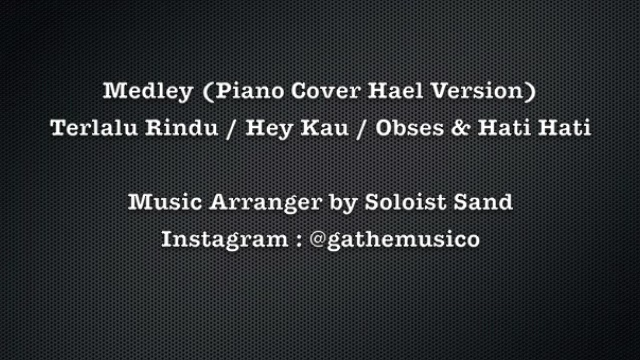 Medley (Piano Cover Hael Version)
Terlalu Rindu / Hey Kau / Obses & Hati Hati
Music Arranger by Soloist Sand
Instagram : @gathemusico